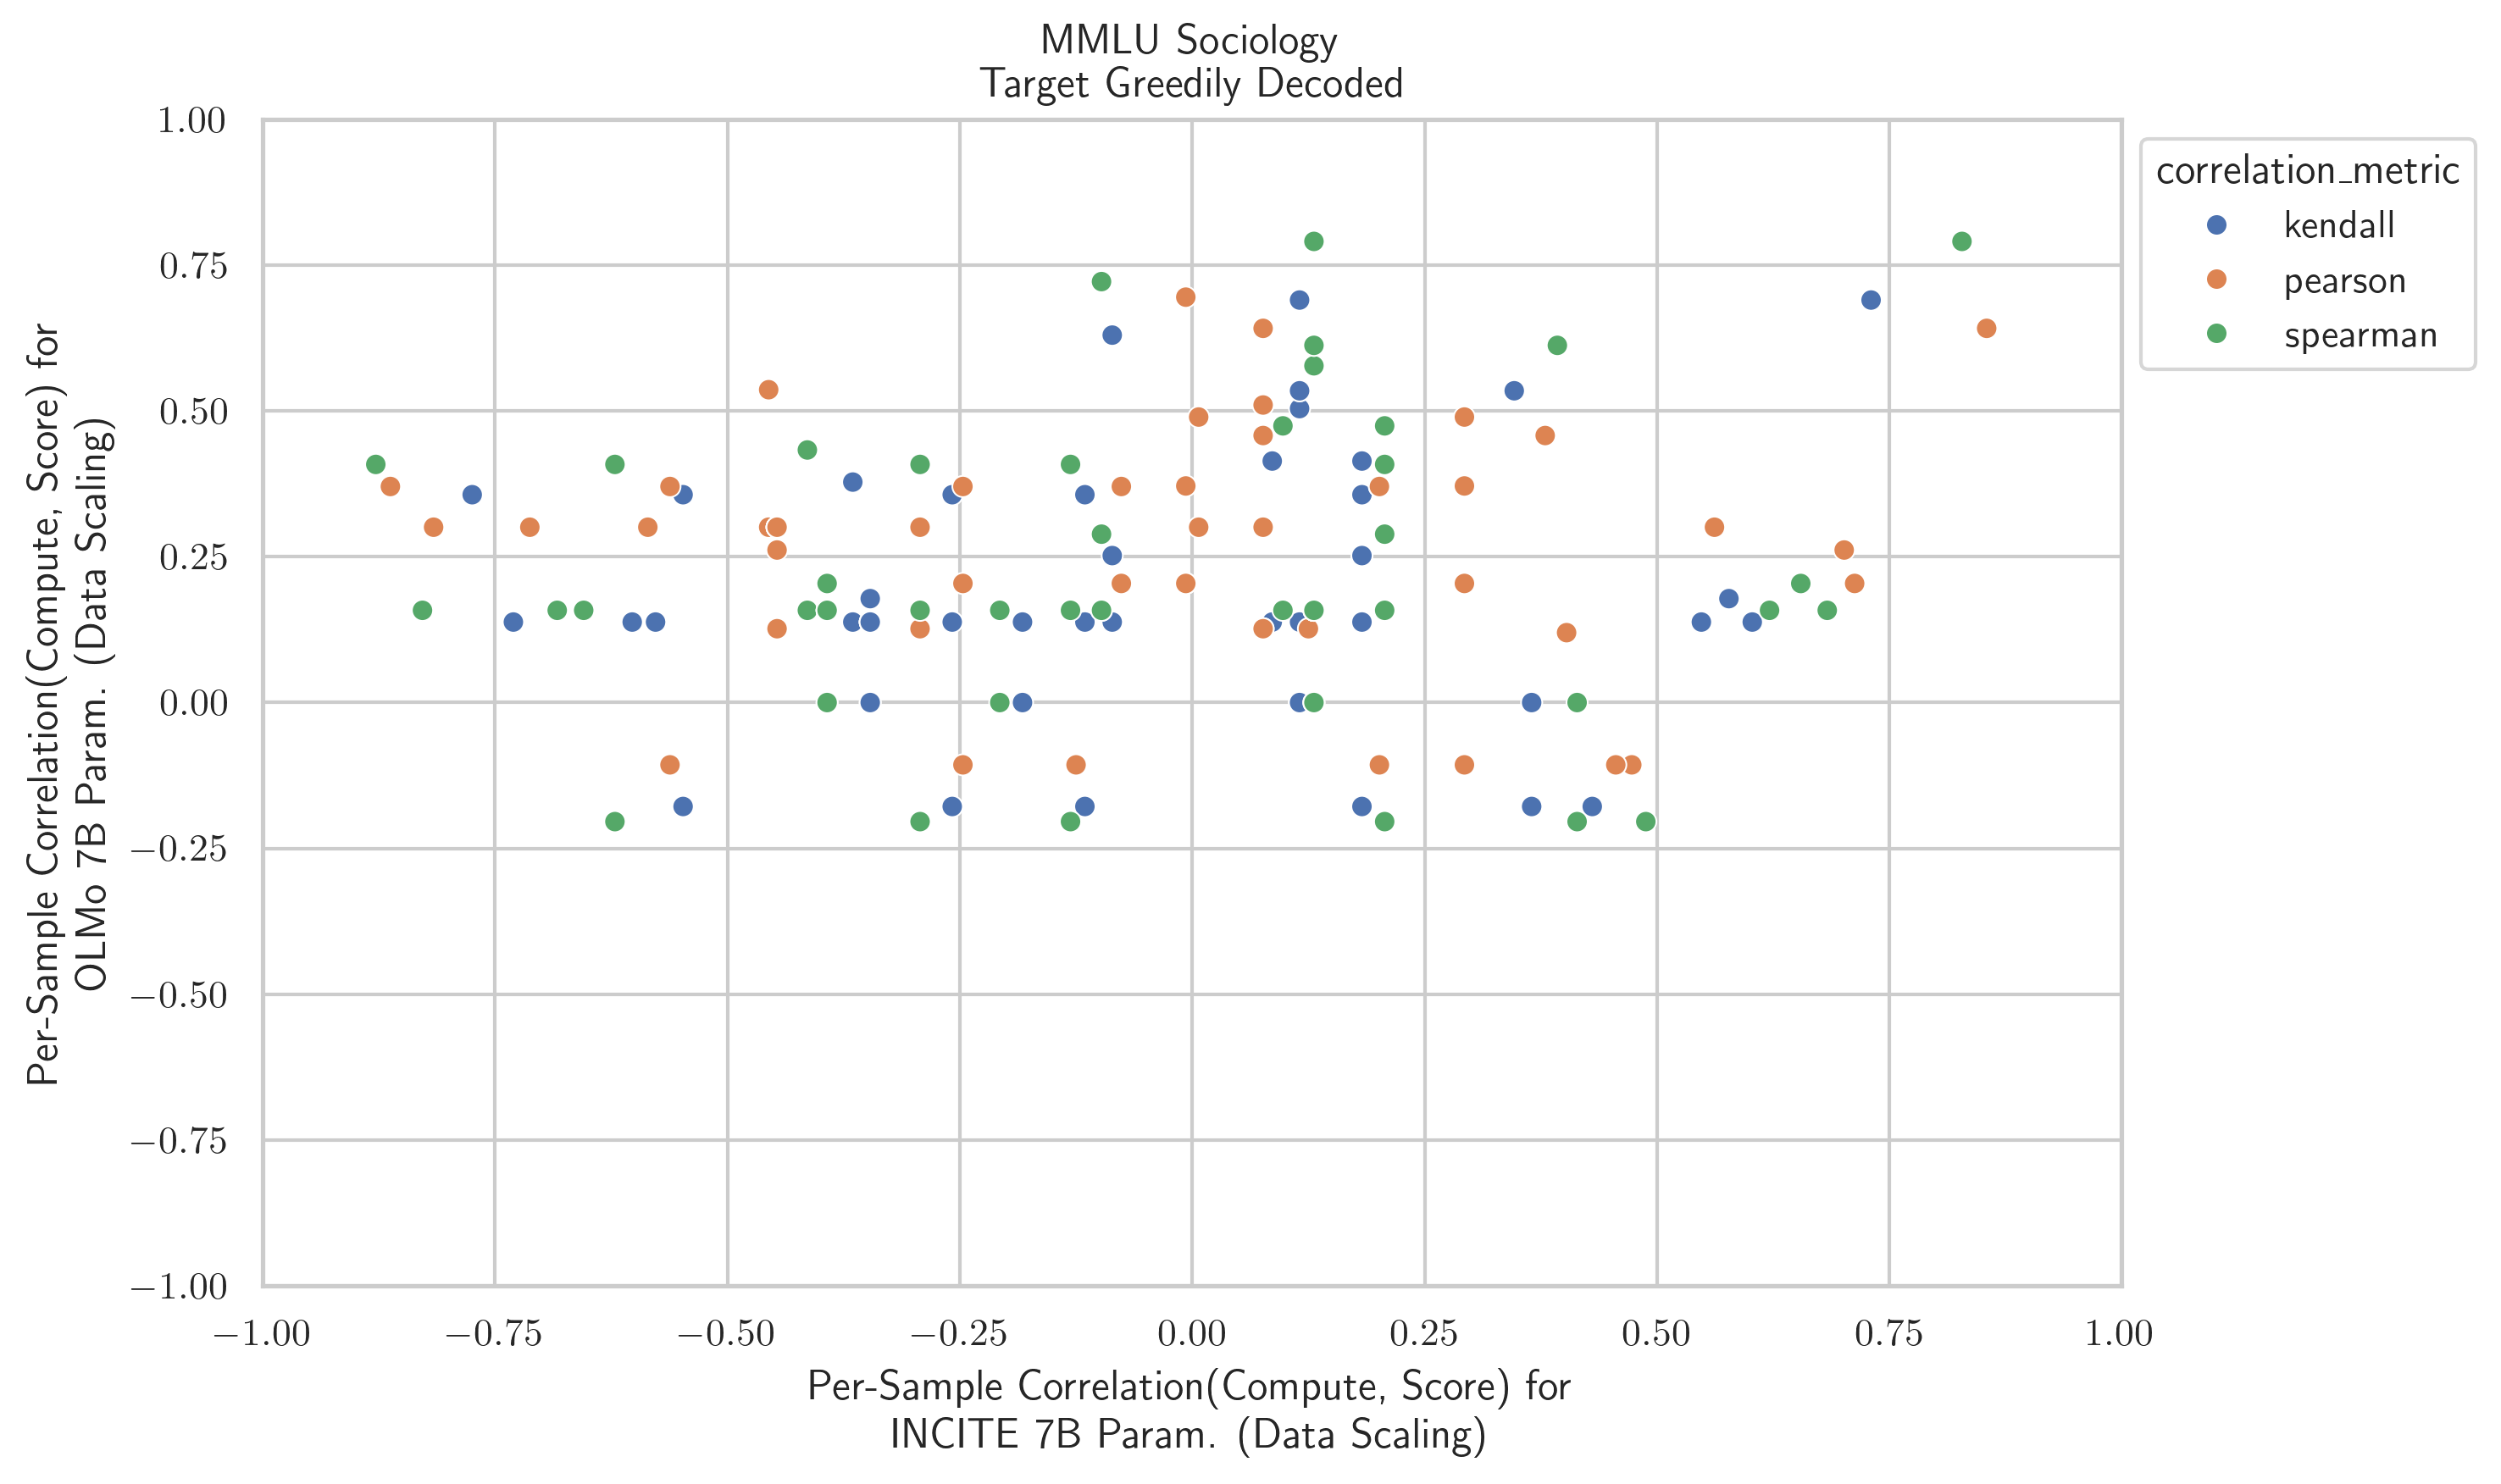 MMLU Sociology
Target Greedily Decoded
Per-Sample Correlation(Compute, Score) for
OLMo 7B Param. (Data Scaling)
1.00
0.75
0.50
0.25
0.00
−0.25
−0.50
−0.75
−1.00
−1.00
−0.75
−0.50
−0.25
0.00
0.25
0.50
0.75
1.00
Per-Sample Correlation(Compute, Score) for
INCITE 7B Param. (Data Scaling)
correlation_metric
kendall
pearson
spearman